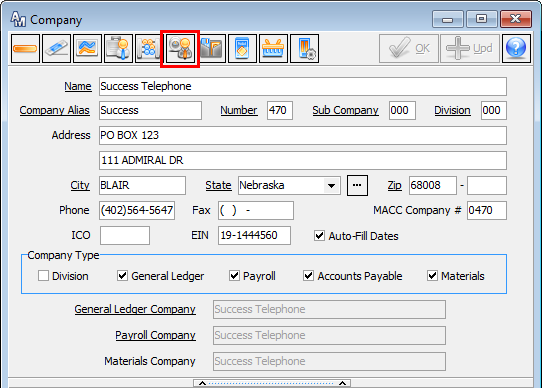 AM Company
OK Upd ?
Name Success Telephone
Company Alias Success Number 470 Sub Company 000 Division 000
Address PO BOX 123
111 ADMIRAL DR
City BLAIR State Nebraska ... Zip 68008 -
Phone (402)564-5647 Fax ( ) - MACC Company # 0470
ICO EIN 19-1444560 Auto-Fill Dates
Company Type
Division General Ledger Payroll Accounts Payable Materials
General Ledger Company Success Telephone
Payroll Company Success Telephone
Materials Company Success Telephone